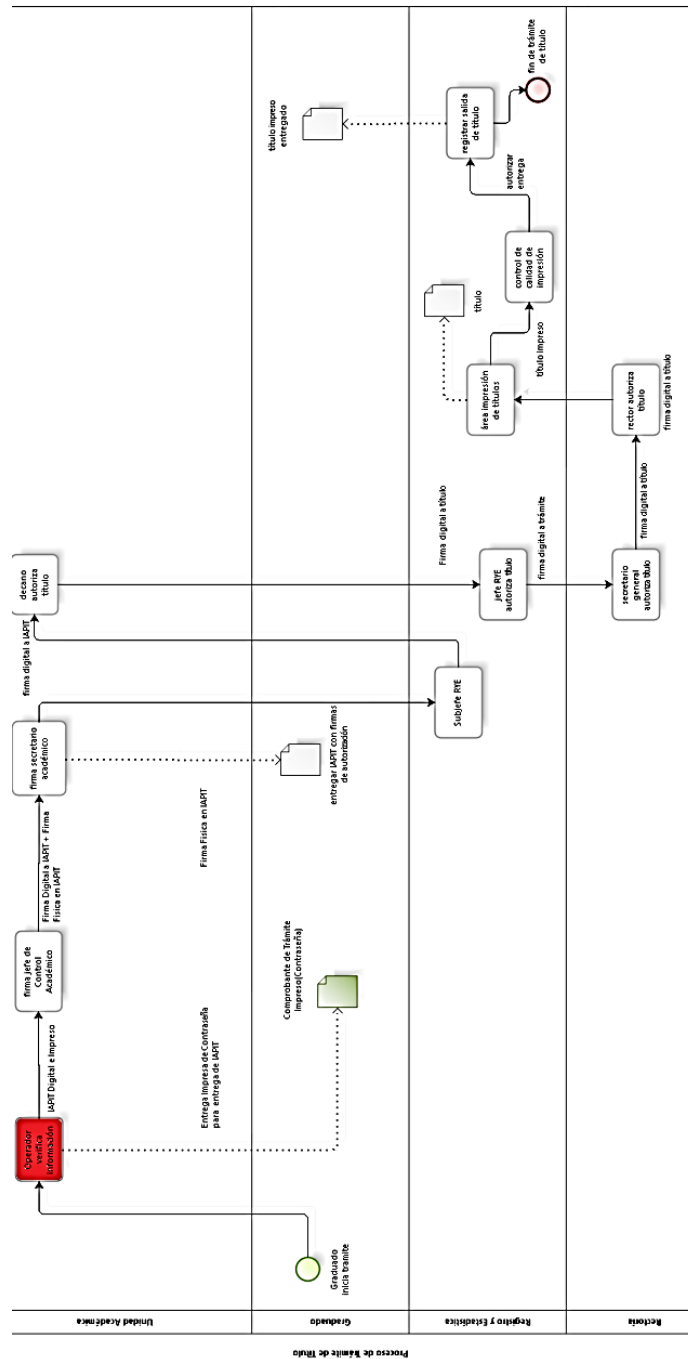 Proceso de Trámite de Título
Unidad Académica
Graduado
Registro y Estadística
Rectoría
Graduado
inicia tramite
Operador
verifica
información
IAPIT Digital e Impreso
Entrega Impresa de Contraseña
para entrega de IAPIT
Comprobante de Trámite
Impreso(Contraseña)
firma jefe de
Control
Académico
Firma Digital a IAPIT + Firma
Física en IAPIT
firma secretario
académico
Firma Física en IAPIT
entregar IAPIT con firmas
de autorización
Subjefe RYE
firma digital a IAPIT
decano
autoriza
título
Firma digital a título
jefe RYE
autoriza título
firma digital a trámite
secretario
general
autoriza título
firma digital a título
rector autoriza
título
firma digital a título
área impresión
de títulos
título
título impreso
control de
calidad de
impresión
autorizar
entrega
registrar salida
de título
título impreso
entregado
fin de trámite
de título